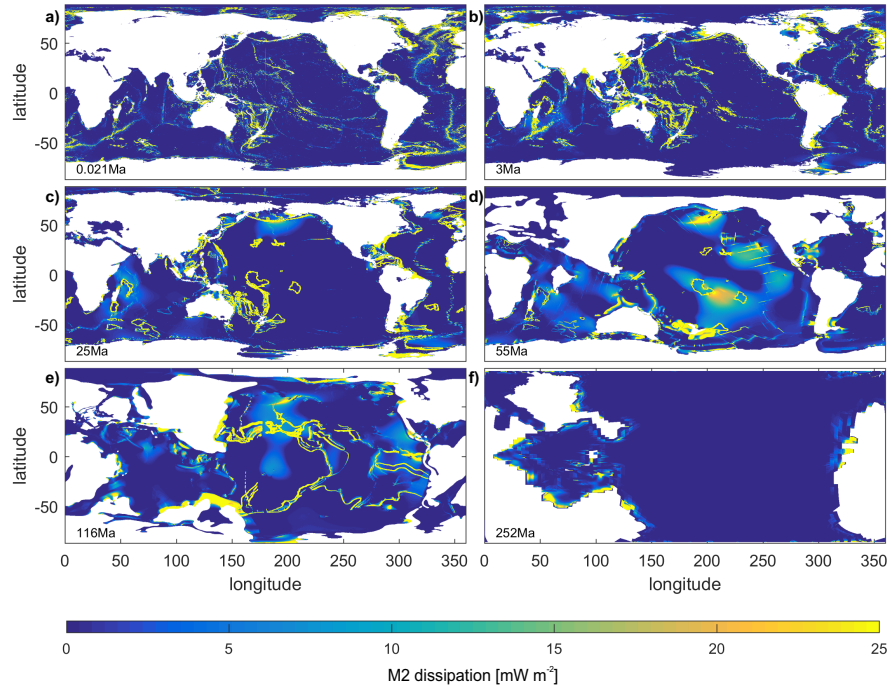 a)
b)
50
0
-50
latitude
0.021Ma
3Ma
c)
d)
50
0
-50
latitude
25Ma
55Ma
e)
f)
50
0
-50
latitude
116Ma
252Ma
0 50 100 150 200 250 300 350
0 50 100 150 200 250 300 350
longitude
longitude
0 5 10 15 20 25
M2 dissipation [mW m⁻²]